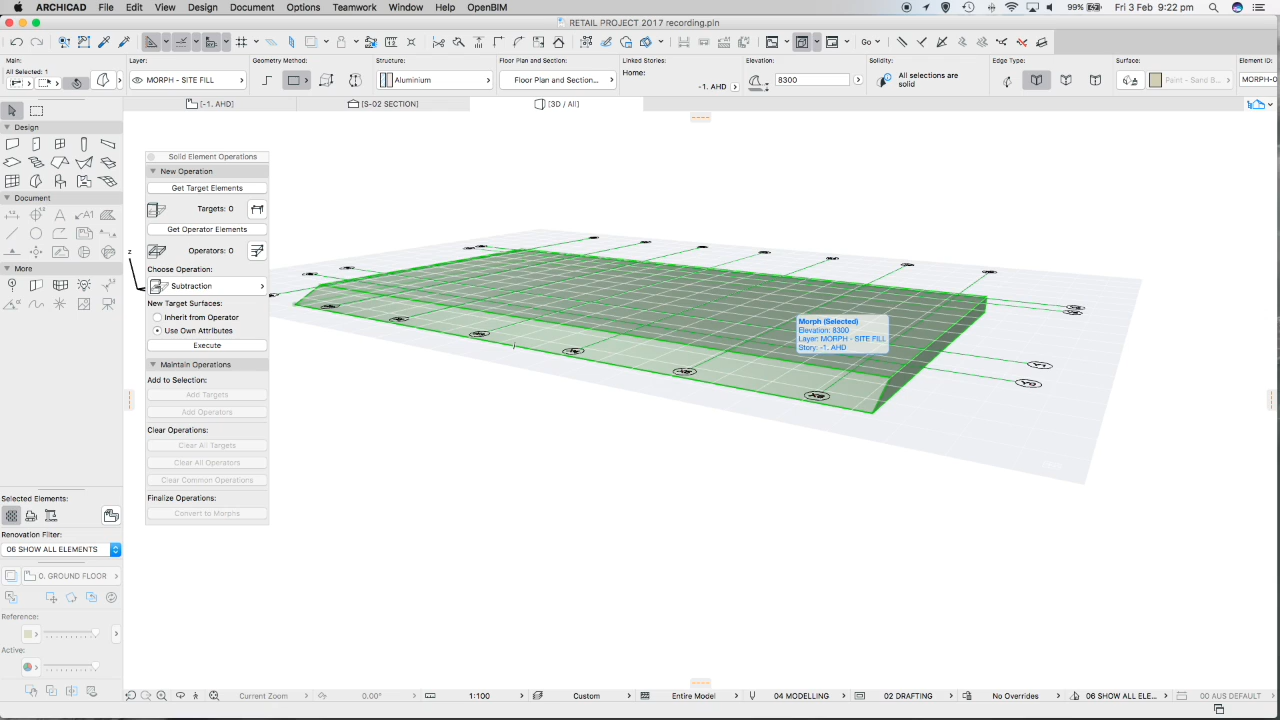 ARCHICAD File Edit View Design Document Options Teamwork Window Help OpenBIM
99% Fri 3 Feb 9:22 pm
RETAIL PROJECT 2017 recording.pln
Go
Main:
All Selected: 1
Layer:
MORPH - SITE FILL
Geometry Method:
Structure:
Aluminium
Floor Plan and Section:
Floor Plan and Section...
Linked Stories:
Home:
-1. AHD
Elevation:
8300
Solidity:
All selections are
solid
Edge Type:
Surface:
Paint - Sand B...
Element ID:
MORPH-0
[-1. AHD]
[S-02 SECTION]
[3D / All]
Design
Document
A1
More
Selected Elements:
Renovation Filter:
06 SHOW ALL ELEMENTS
0. GROUND FLOOR
Reference:
Active:
Solid Element Operations
New Operation
Get Target Elements
Targets: 0
Get Operator Elements
Operators: 0
Choose Operation:
Subtraction
New Target Surfaces:
Inherit from Operator
Use Own Attributes
Execute
Maintain Operations
Add to Selection:
Add Targets
Add Operators
Clear Operations:
Clear All Targets
Clear All Operators
Clear Common Operations
Finalize Operations:
Convert to Morphs
z
Morph (Selected)
Elevation: 8300
Layer: MORPH - SITE FILL
Story: -1. AHD
Current Zoom 0.00° 1:100 Custom Entire Model 04 MODELLING 02 DRAFTING No Overrides 06 SHOW ALL ELE... 00 AUS DEFAULT